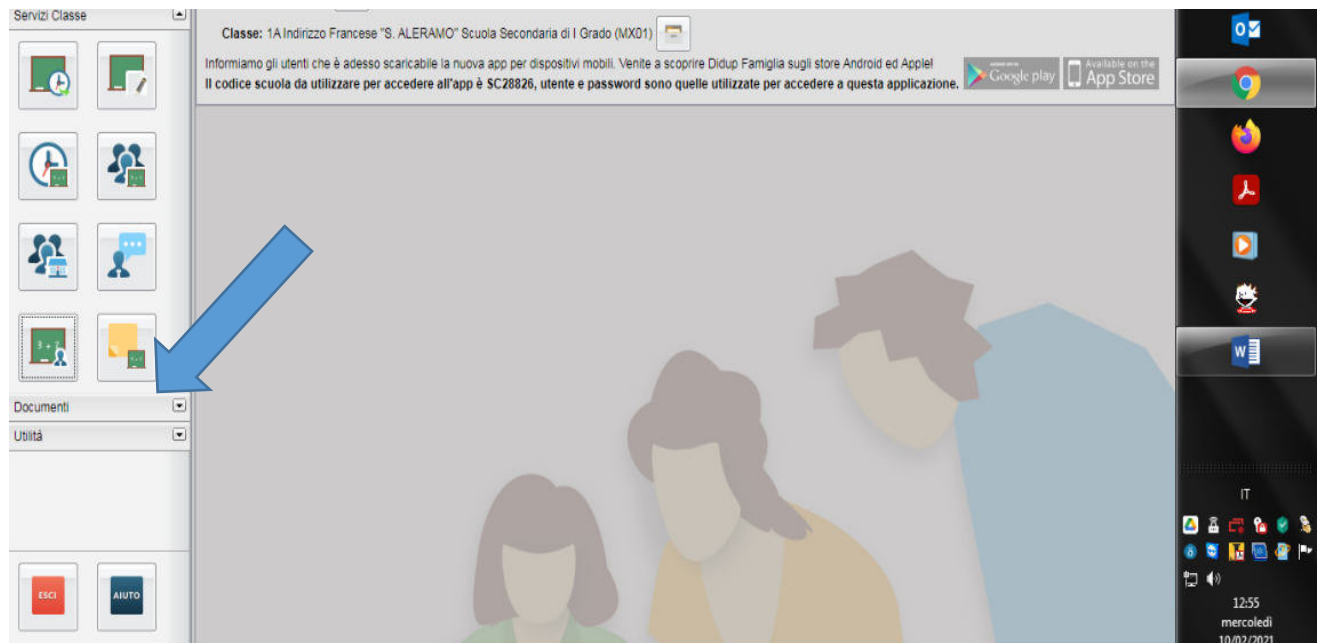 Servizi Classe
Classe: 1A Indirizzo Francese "S. ALERAMO" Scuola Secondaria di I Grado (MX01)
Informiamo gli utenti che è adesso scaricabile la nuova app per dispositivi mobili. Venite a scoprire Didup Famiglia sugli store Android ed Apple!
Il codice scuola da utilizzare per accedere all'app è SC28826, utente e password sono quelle utilizzate per accedere a questa applicazione.
Google play
Available on the
App Store
3 + 2
Documenti
Utilità
ESCI
AIUTO
IT
12:55
mercoledì
10/02/2021